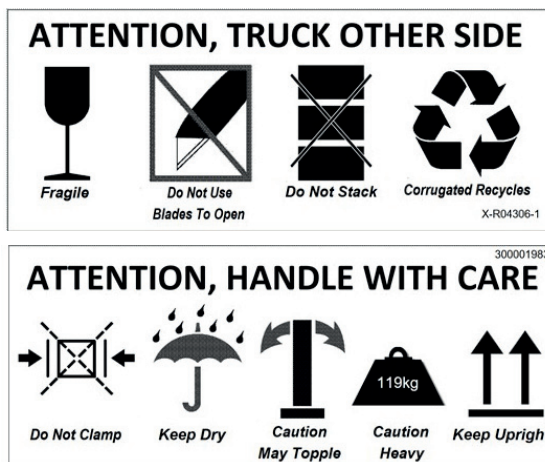 ATTENTION, TRUCK OTHER SIDE
Fragile
Do Not Use
Blades To Open
Do Not Stack
Corrugated Recycles
X-R04306-1
300001983
ATTENTION, HANDLE WITH CARE
119kg
Do Not Clamp
Keep Dry
Caution
May Topple
Caution
Heavy
Keep Uprigh